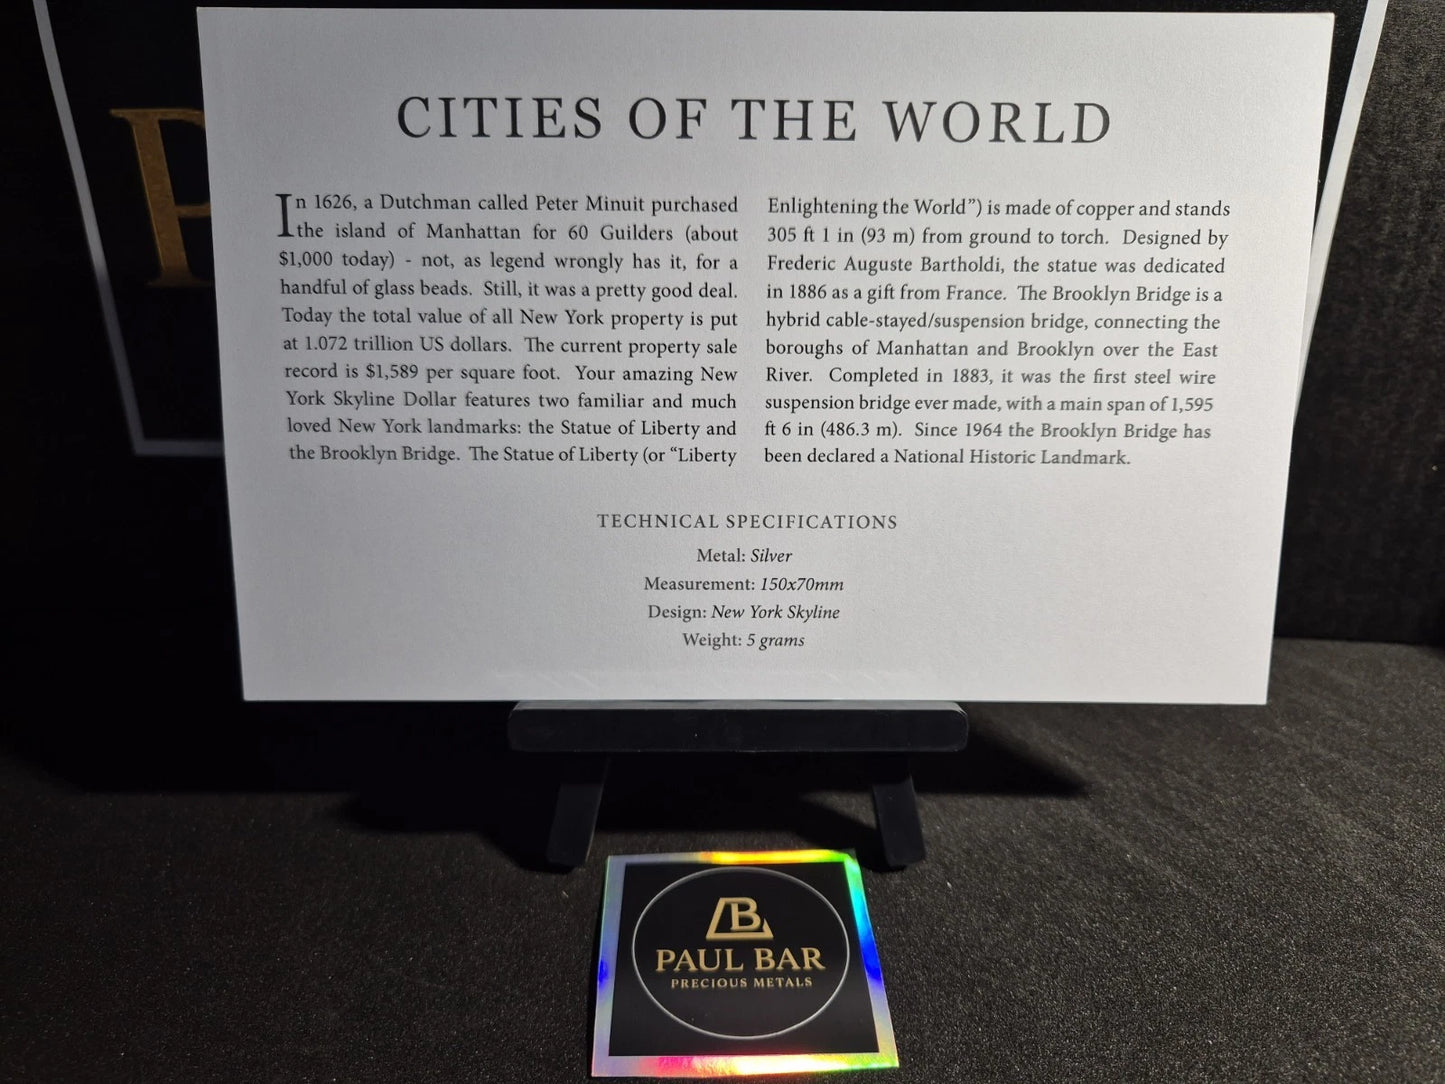 CITIES OF THE WORLD
In 1626, a Dutchman called Peter Minuit purchased
the island of Manhattan for 60 Guilders (about
$1,000 today) - not, as legend wrongly has it, for a
handful of glass beads. Still, it was a pretty good deal.
Today the total value of all New York property is put
at 1.072 trillion US dollars. The current property sale
record is $1,589 per square foot. Your amazing New
York Skyline Dollar features two familiar and much
loved New York landmarks: the Statue of Liberty and
the Brooklyn Bridge. The Statue of Liberty (or “Liberty
Enlightening the World”) is made of copper and stands
305 ft 1 in (93 m) from ground to torch. Designed by
Frederic Auguste Bartholdi, the statue was dedicated
in 1886 as a gift from France. The Brooklyn Bridge is a
hybrid cable-stayed/suspension bridge, connecting the
boroughs of Manhattan and Brooklyn over the East
River. Completed in 1883, it was the first steel wire
suspension bridge ever made, with a main span of 1,595
ft 6 in (486.3 m). Since 1964 the Brooklyn Bridge has
been declared a National Historic Landmark.
TECHNICAL SPECIFICATIONS
Metal: Silver
Measurement: 150x70mm
Design: New York Skyline
Weight: 5 grams
B
PAUL BAR
PRECIOUS METALS